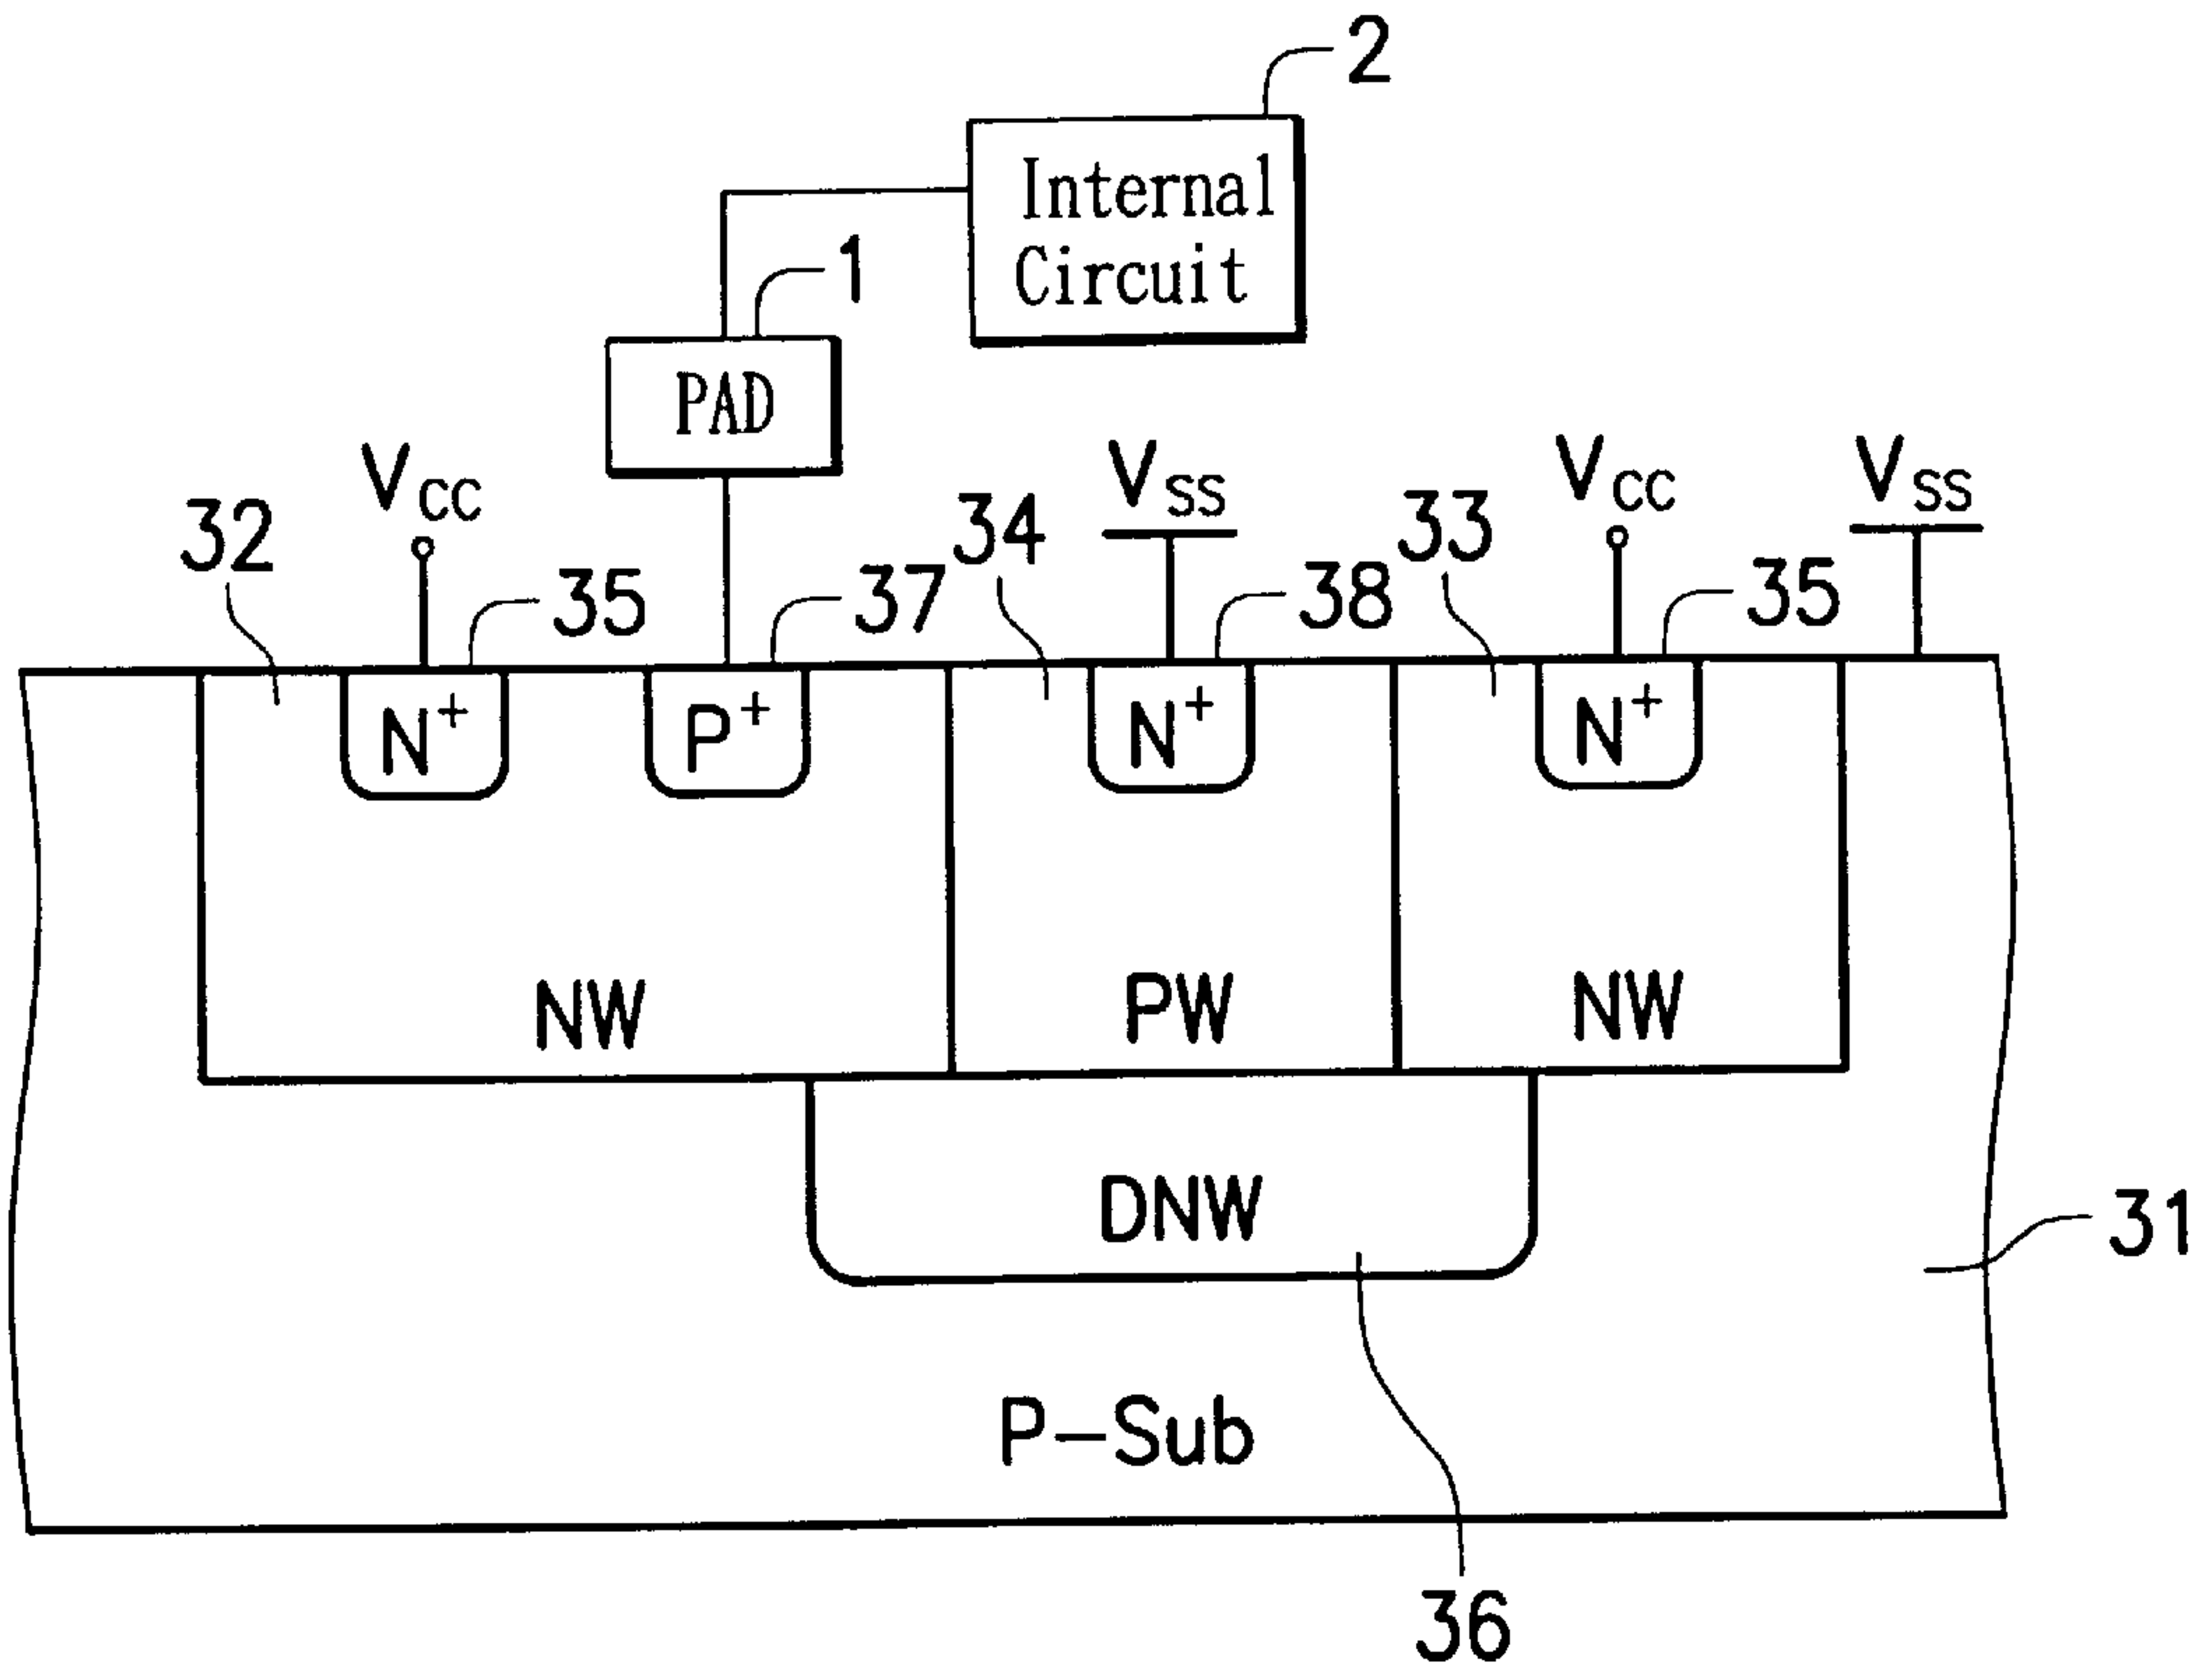 2
Internal
Circuit
1
PAD
VCC
VSS
VCC
VSS
32
35
37
34
38
33
35
N+
P+
N+
N+
NW
PW
NW
DNW
31
P-Sub
36